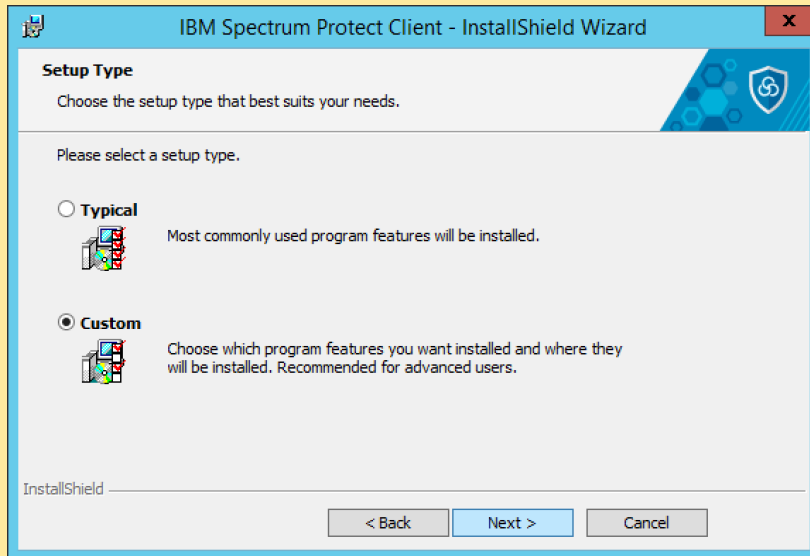 IBM Spectrum Protect Client - InstallShield Wizard
x
Setup Type
Choose the setup type that best suits your needs.
Please select a setup type.
Typical
Most commonly used program features will be installed.
Custom
Choose which program features you want installed and where they
will be installed. Recommended for advanced users.
InstallShield
< Back
Next >
Cancel